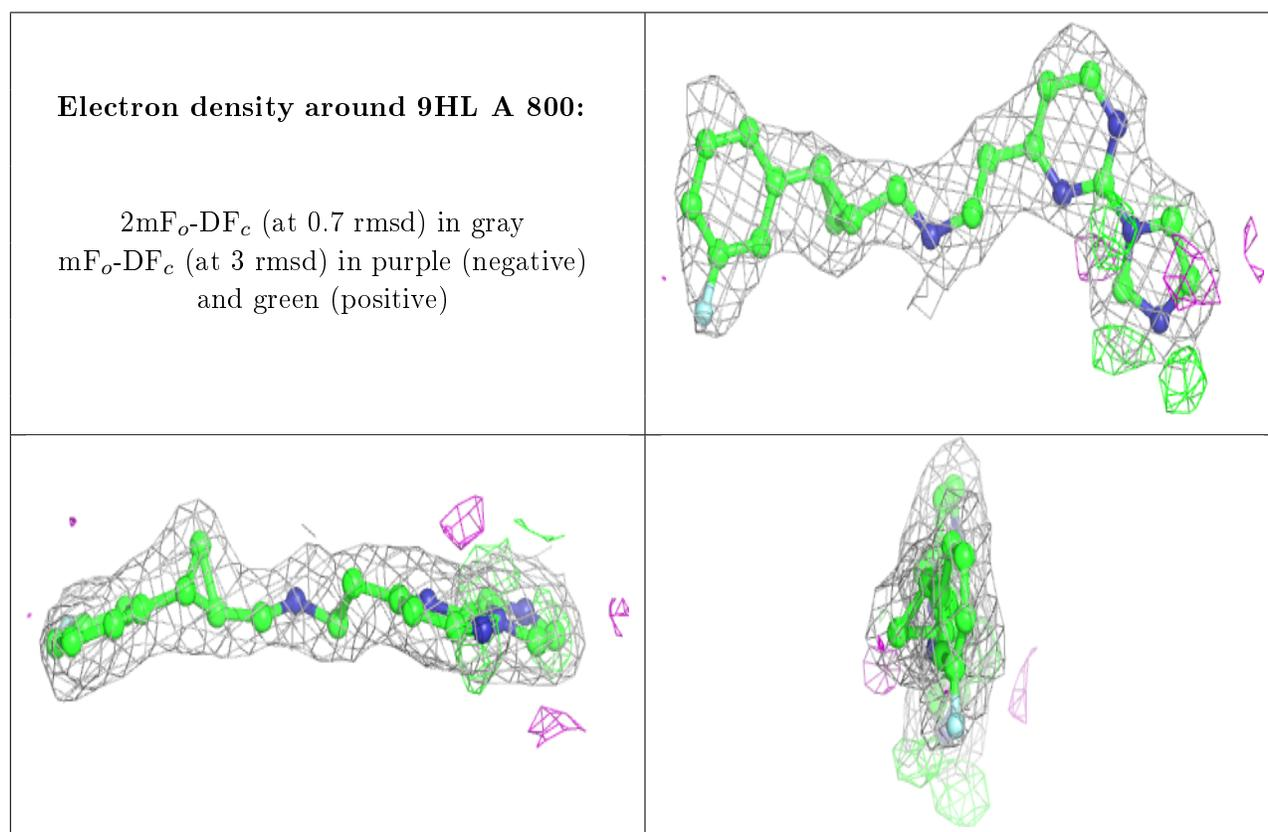 Electron density around 9HL A 800:
2mFₒ-DF𝒸 (at 0.7 rmsd) in gray
mFₒ-DF𝒸 (at 3 rmsd) in purple (negative)
and green (positive)